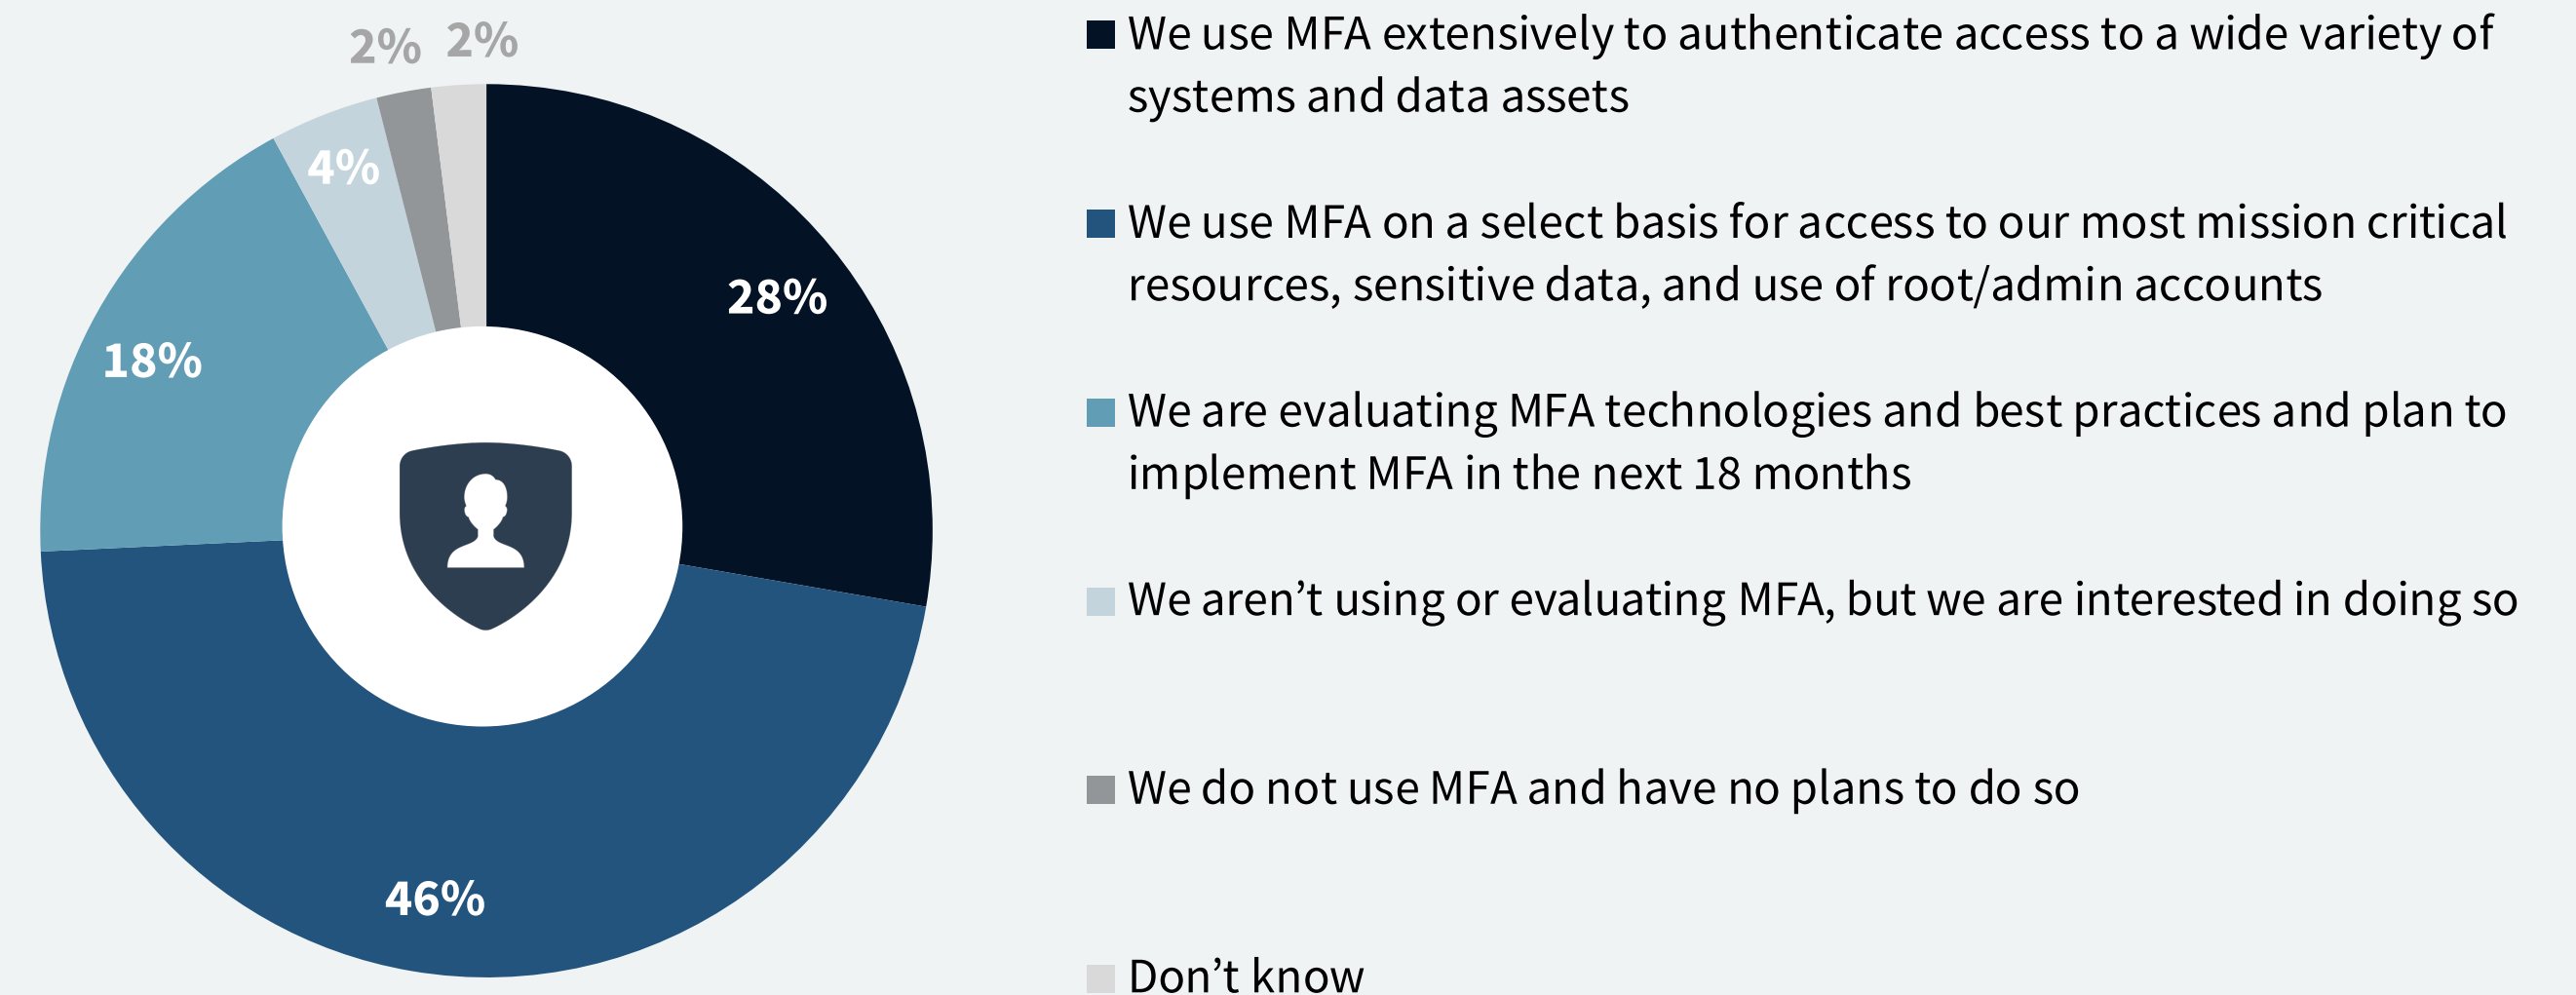 2% 2%
4%
28%
18%
46%
We use MFA extensively to authenticate access to a wide variety of
systems and data assets
We use MFA on a select basis for access to our most mission critical
resources, sensitive data, and use of root/admin accounts
We are evaluating MFA technologies and best practices and plan to
implement MFA in the next 18 months
We aren’t using or evaluating MFA, but we are interested in doing so
We do not use MFA and have no plans to do so
Don’t know